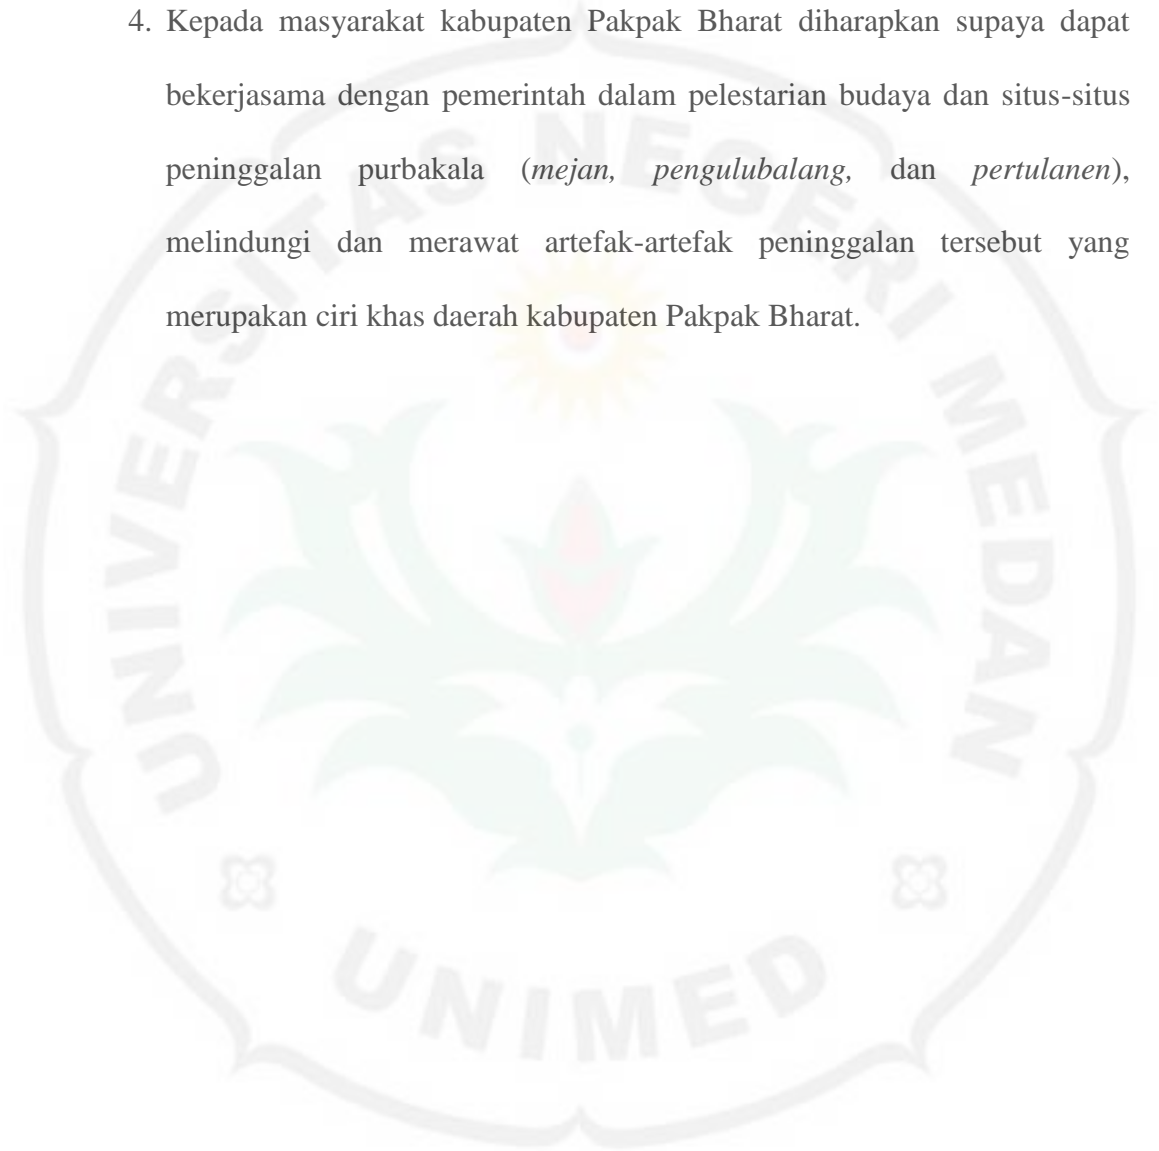 4. Kepada masyarakat kabupaten Pakpak Bharat diharapkan supaya dapat
bekerjasama dengan pemerintah dalam pelestarian budaya dan situs-situs
peninggalan purbakala (mejan, pengulubalang, dan pertulanen),
melindungi dan merawat artefak-artefak peninggalan tersebut yang
merupakan ciri khas daerah kabupaten Pakpak Bharat.
UNIVERSITAS NEGERI MEDAN
UNIMED